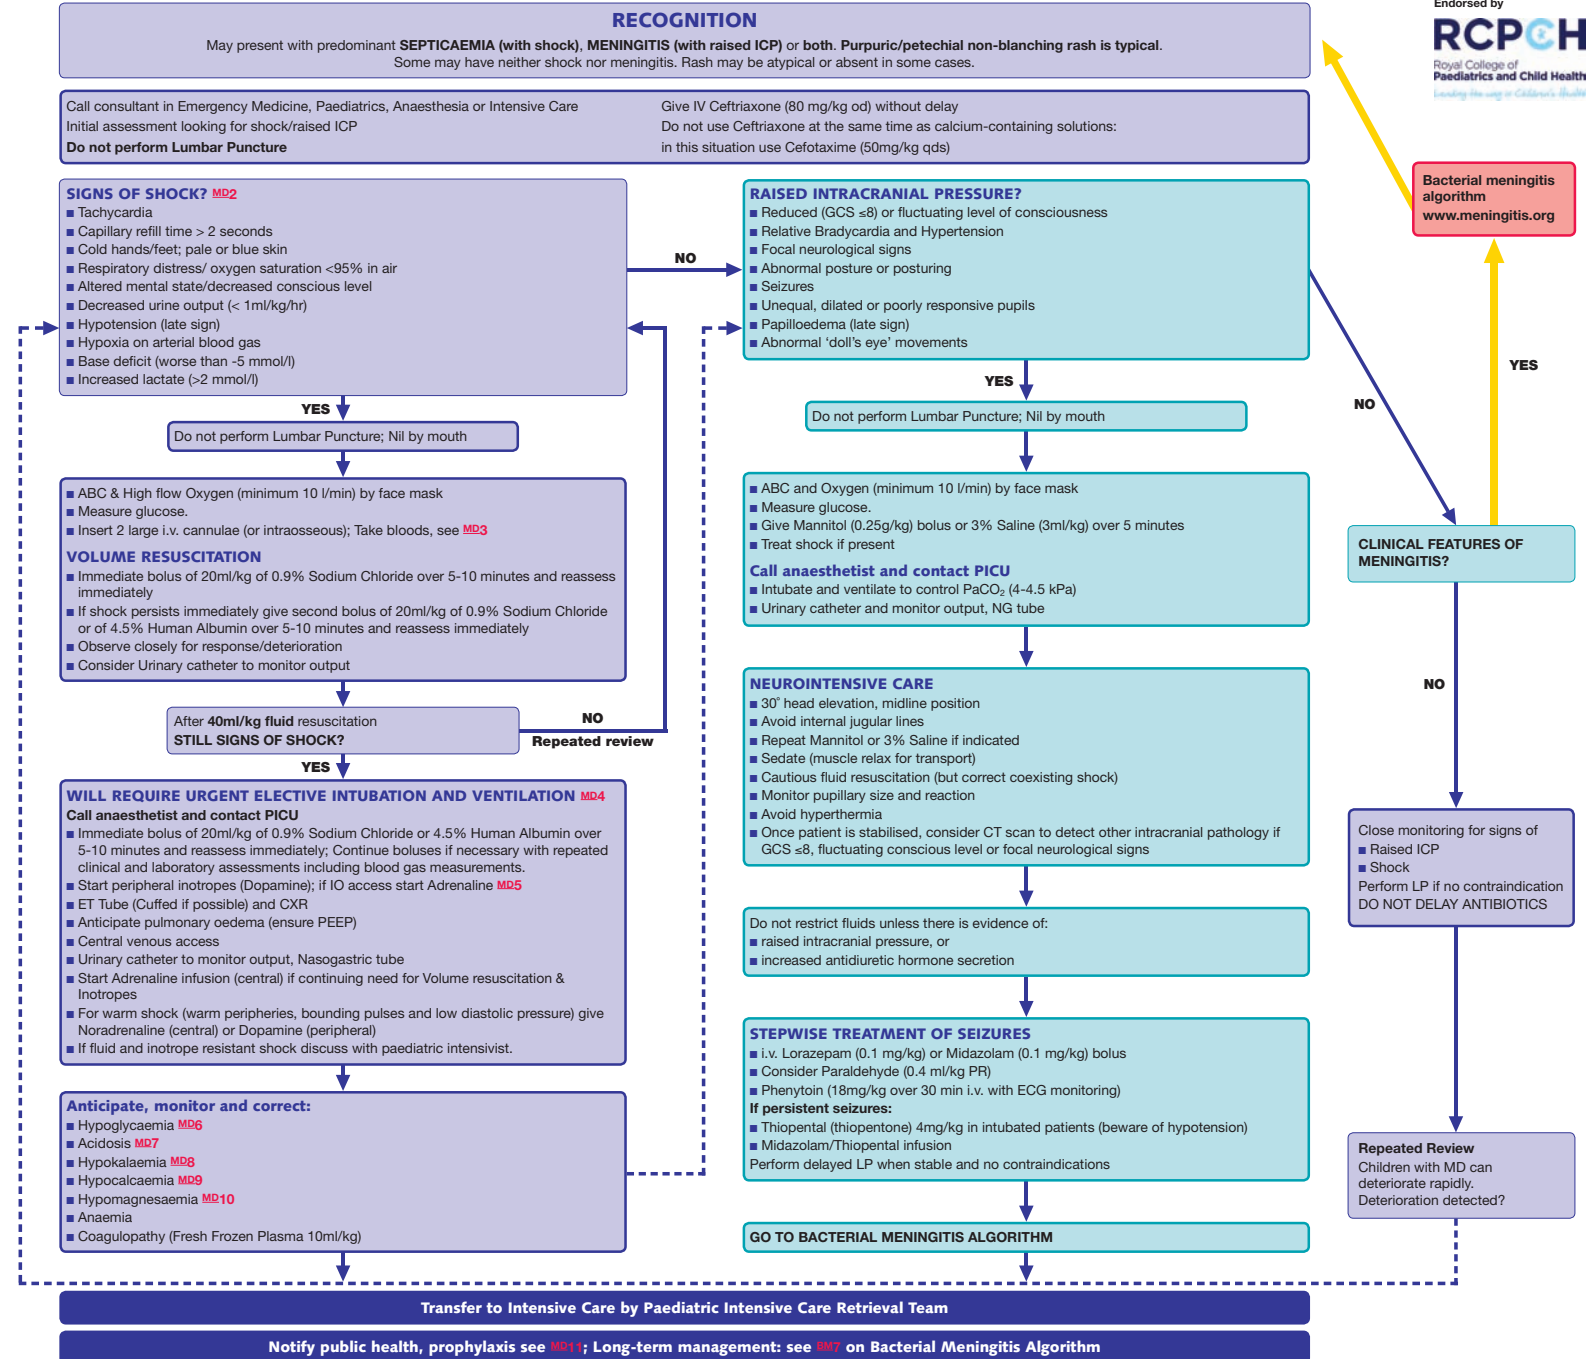 Endorsed by
RCPCH
Royal College of
Paediatrics and Child Health
Leading the way in Children's Health
RECOGNITION
May present with predominant SEPTICAEMIA (with shock), MENINGITIS (with raised ICP) or both. Purpuric/petechial non-blanching rash is typical.
Some may have neither shock nor meningitis. Rash may be atypical or absent in some cases.
Call consultant in Emergency Medicine, Paediatrics, Anaesthesia or Intensive Care
Initial assessment looking for shock/raised ICP
Do not perform Lumbar Puncture
Give IV Ceftriaxone (80 mg/kg od) without delay
Do not use Ceftriaxone at the same time as calcium-containing solutions:
in this situation use Cefotaxime (50mg/kg qds)
SIGNS OF SHOCK? MD2
■ Tachycardia
■ Capillary refill time > 2 seconds
■ Cold hands/feet; pale or blue skin
■ Respiratory distress/ oxygen saturation <95% in air
■ Altered mental state/decreased conscious level
■ Decreased urine output (< 1ml/kg/hr)
■ Hypotension (late sign)
■ Hypoxia on arterial blood gas
■ Base deficit (worse than -5 mmol/l)
■ Increased lactate (>2 mmol/l)
NO
YES
Do not perform Lumbar Puncture; Nil by mouth
■ ABC & High flow Oxygen (minimum 10 l/min) by face mask
■ Measure glucose.
■ Insert 2 large i.v. cannulae (or intraosseous); Take bloods, see MD3
VOLUME RESUSCITATION
■ Immediate bolus of 20ml/kg of 0.9% Sodium Chloride over 5-10 minutes and reassess
immediately
■ If shock persists immediately give second bolus of 20ml/kg of 0.9% Sodium Chloride
or of 4.5% Human Albumin over 5-10 minutes and reassess immediately
■ Observe closely for response/deterioration
■ Consider Urinary catheter to monitor output
After 40ml/kg fluid resuscitation
STILL SIGNS OF SHOCK?
NO
Repeated review
YES
WILL REQUIRE URGENT ELECTIVE INTUBATION AND VENTILATION MD4
Call anaesthetist and contact PICU
■ Immediate bolus of 20ml/kg of 0.9% Sodium Chloride or 4.5% Human Albumin over
5-10 minutes and reassess immediately; Continue boluses if necessary with repeated
clinical and laboratory assessments including blood gas measurements.
■ Start peripheral inotropes (Dopamine); if IO access start Adrenaline MD5
■ ET Tube (Cuffed if possible) and CXR
■ Anticipate pulmonary oedema (ensure PEEP)
■ Central venous access
■ Urinary catheter to monitor output, Nasogastric tube
■ Start Adrenaline infusion (central) if continuing need for Volume resuscitation &
Inotropes
■ For warm shock (warm peripheries, bounding pulses and low diastolic pressure) give
Noradrenaline (central) or Dopamine (peripheral)
■ If fluid and inotrope resistant shock discuss with paediatric intensivist.
Anticipate, monitor and correct:
■ Hypoglycaemia MD6
■ Acidosis MD7
■ Hypokalaemia MD8
■ Hypocalcaemia MD9
■ Hypomagnesaemia MD10
■ Anaemia
■ Coagulopathy (Fresh Frozen Plasma 10ml/kg)
RAISED INTRACRANIAL PRESSURE?
■ Reduced (GCS ≤8) or fluctuating level of consciousness
■ Relative Bradycardia and Hypertension
■ Focal neurological signs
■ Abnormal posture or posturing
■ Seizures
■ Unequal, dilated or poorly responsive pupils
■ Papilloedema (late sign)
■ Abnormal ‘doll’s eye’ movements
YES
Do not perform Lumbar Puncture; Nil by mouth
■ ABC and Oxygen (minimum 10 l/min) by face mask
■ Measure glucose.
■ Give Mannitol (0.25g/kg) bolus or 3% Saline (3ml/kg) over 5 minutes
■ Treat shock if present
Call anaesthetist and contact PICU
■ Intubate and ventilate to control PaCO₂ (4-4.5 kPa)
■ Urinary catheter and monitor output, NG tube
NEUROINTENSIVE CARE
■ 30˚ head elevation, midline position
■ Avoid internal jugular lines
■ Repeat Mannitol or 3% Saline if indicated
■ Sedate (muscle relax for transport)
■ Cautious fluid resuscitation (but correct coexisting shock)
■ Monitor pupillary size and reaction
■ Avoid hyperthermia
■ Once patient is stabilised, consider CT scan to detect other intracranial pathology if
GCS ≤8, fluctuating conscious level or focal neurological signs
Do not restrict fluids unless there is evidence of:
■ raised intracranial pressure, or
■ increased antidiuretic hormone secretion
STEPWISE TREATMENT OF SEIZURES
■ i.v. Lorazepam (0.1 mg/kg) or Midazolam (0.1 mg/kg) bolus
■ Consider Paraldehyde (0.4 ml/kg PR)
■ Phenytoin (18mg/kg over 30 min i.v. with ECG monitoring)
If persistent seizures:
■ Thiopental (thiopentone) 4mg/kg in intubated patients (beware of hypotension)
■ Midazolam/Thiopental infusion
Perform delayed LP when stable and no contraindications
GO TO BACTERIAL MENINGITIS ALGORITHM
Bacterial meningitis
algorithm
www.meningitis.org
YES
NO
CLINICAL FEATURES OF
MENINGITIS?
NO
Close monitoring for signs of
■ Raised ICP
■ Shock
Perform LP if no contraindication
DO NOT DELAY ANTIBIOTICS
Repeated Review
Children with MD can
deteriorate rapidly.
Deterioration detected?
Transfer to Intensive Care by Paediatric Intensive Care Retrieval Team
Notify public health, prophylaxis see MD11; Long-term management: see BM7 on Bacterial Meningitis Algorithm